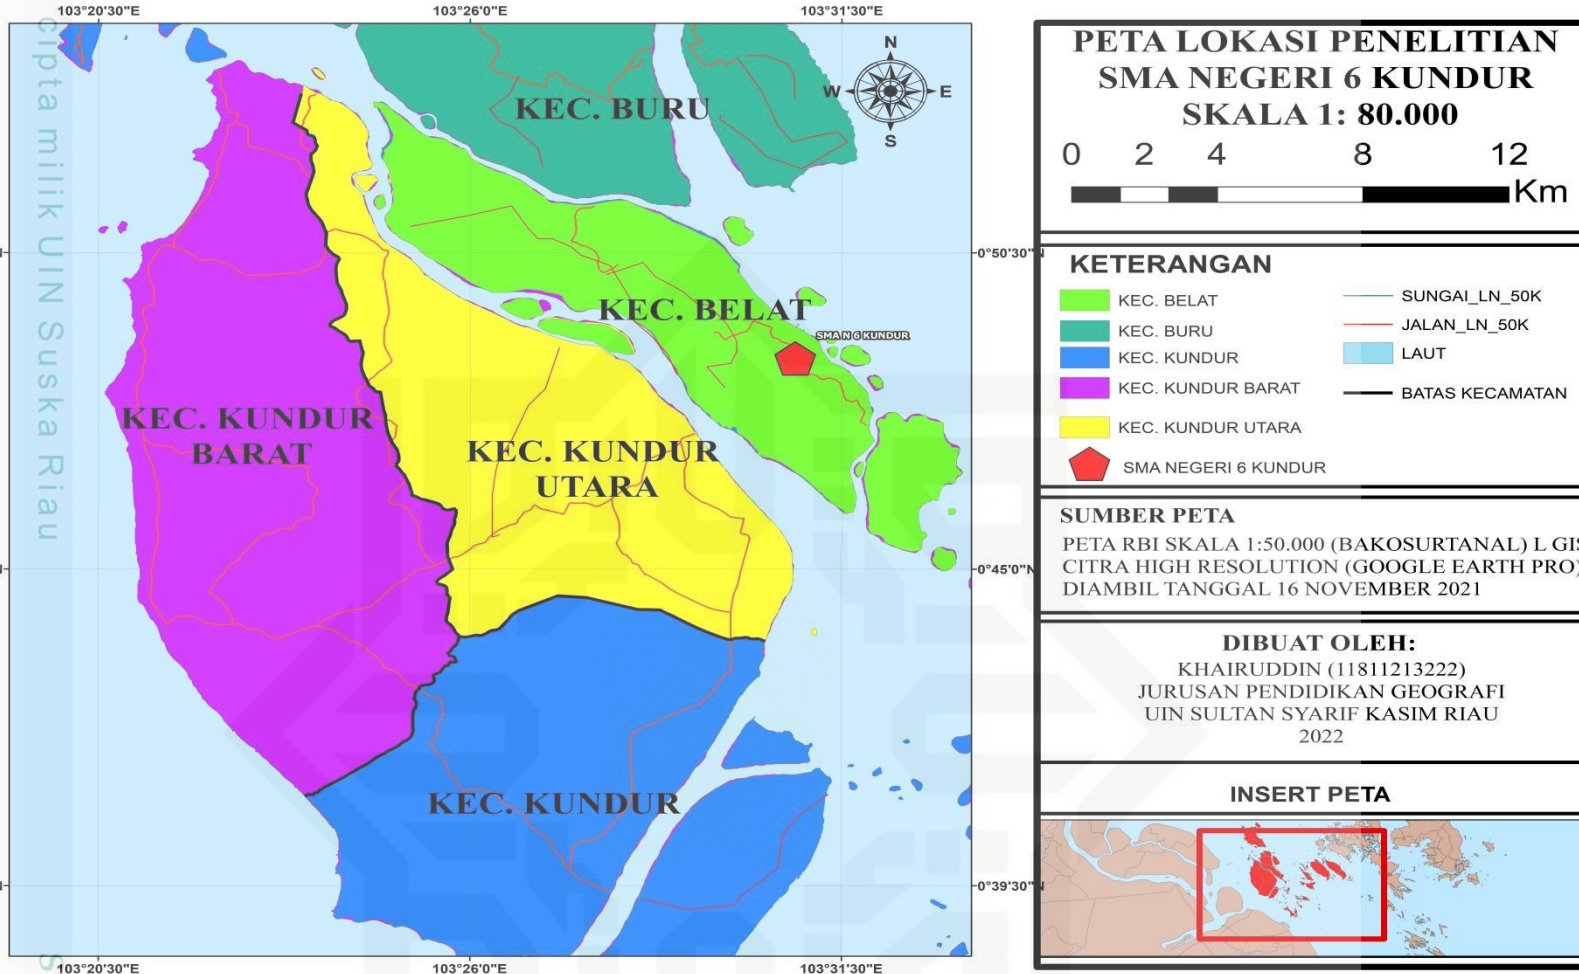 103°20'30"E
103°26'0"E
103°31'30"E
cipta milik UIN Suska Riau
N
W
E
S
KEC. BURU
0°50'30"N
KEC. BELAT
SMA N 6 KUNDUR
KEC. KUNDUR
BARAT
KEC. KUNDUR
UTARA
0°45'0"N
KEC. KUNDUR
0°39'30"N
103°20'30"E
103°26'0"E
103°31'30"E
PETA LOKASI PENELITIAN
SMA NEGERI 6 KUNDUR
SKALA 1: 80.000
0 2 4 8 12
Km
KETERANGAN
KEC. BELAT
KEC. BURU
KEC. KUNDUR
KEC. KUNDUR BARAT
KEC. KUNDUR UTARA
SMA NEGERI 6 KUNDUR
SUNGAI_LN_50K
JALAN_LN_50K
LAUT
BATAS KECAMATAN
SUMBER PETA
PETA RBI SKALA 1:50.000 (BAKOSURTANAL) L GIS
CITRA HIGH RESOLUTION (GOOGLE EARTH PRO)
DIAMBIL TANGGAL 16 NOVEMBER 2021
DIBUAT OLEH:
KHAIRUDDIN (11811213222)
JURUSAN PENDIDIKAN GEOGRAFI
UIN SULTAN SYARIF KASIM RIAU
2022
INSERT PETA